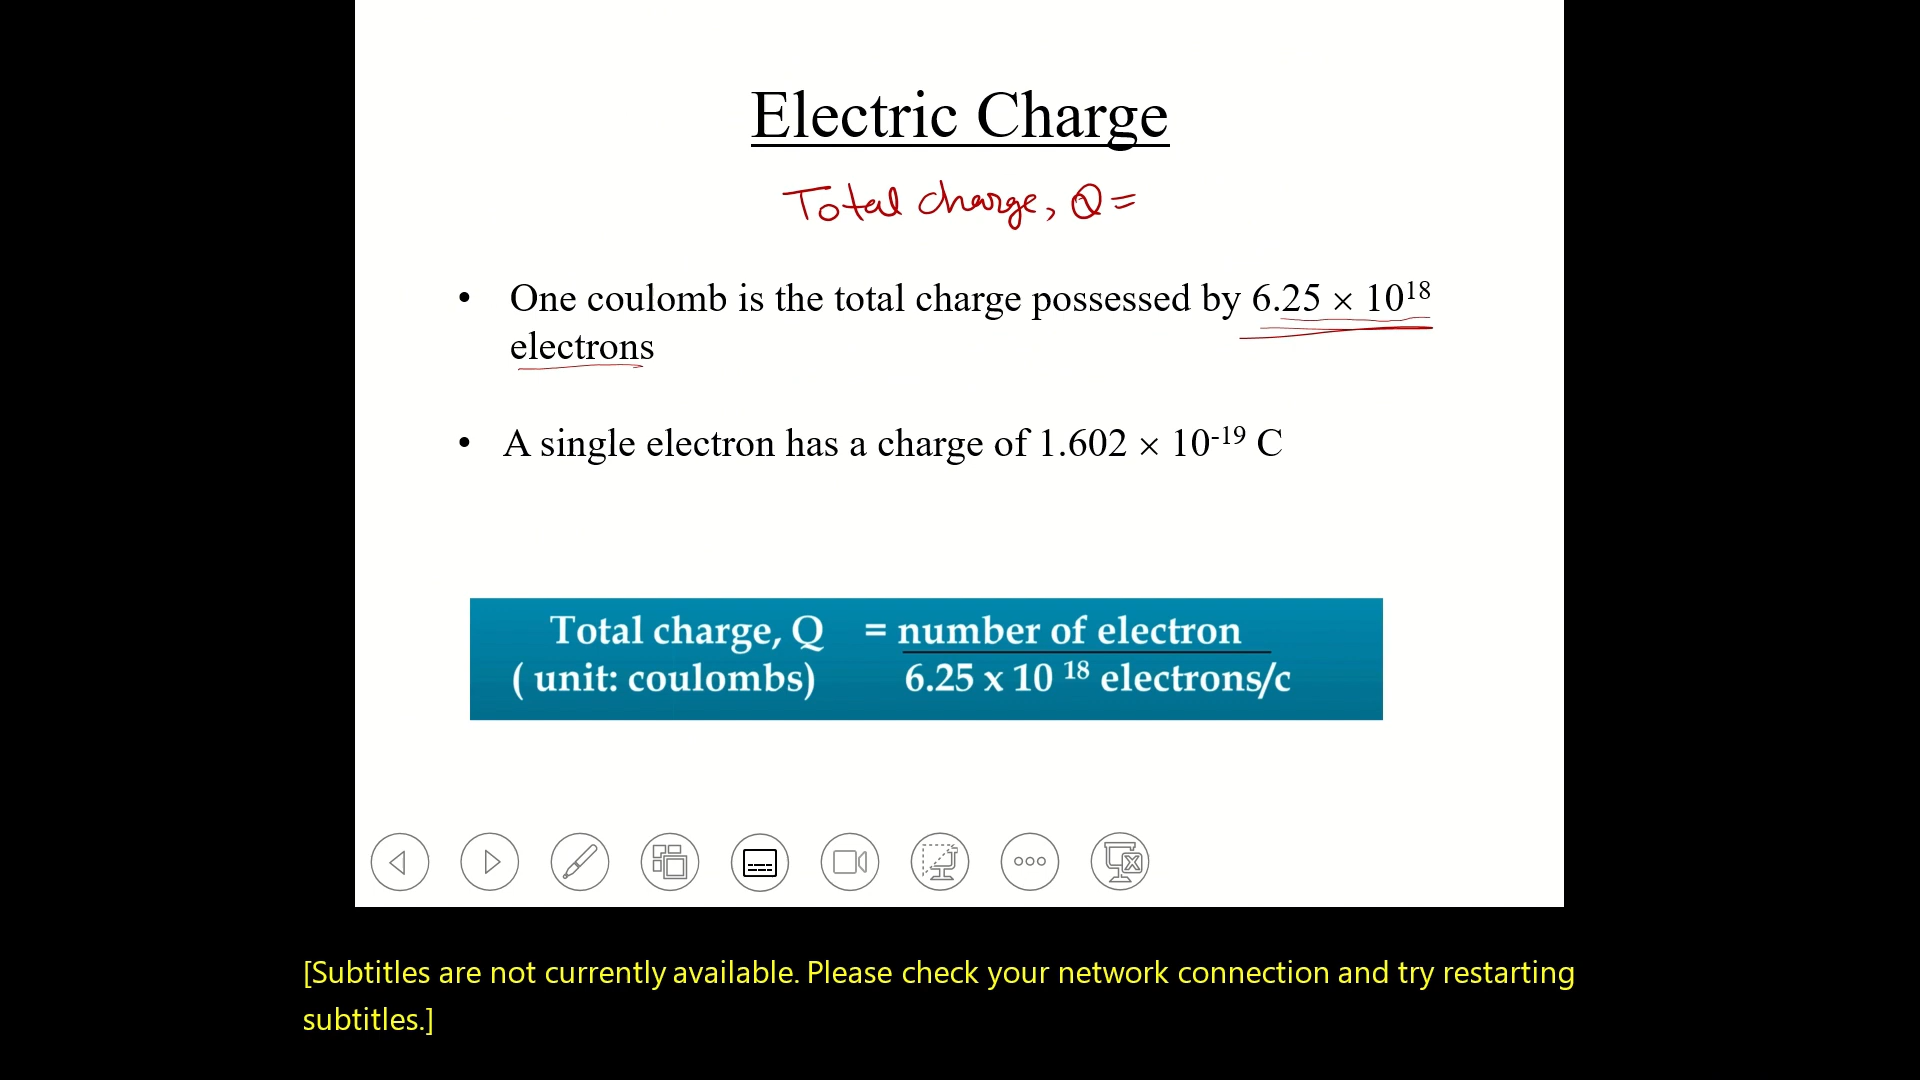 Electric Charge
Total charge, Q =
• One coulomb is the total charge possessed by 6.25 × 10¹⁸
electrons
• A single electron has a charge of 1.602 × 10⁻¹⁹ C
Total charge, Q = number of electron
( unit: coulombs) 6.25 x 10 ¹⁸ electrons/c
[Subtitles are not currently available. Please check your network connection and try restarting
subtitles.]